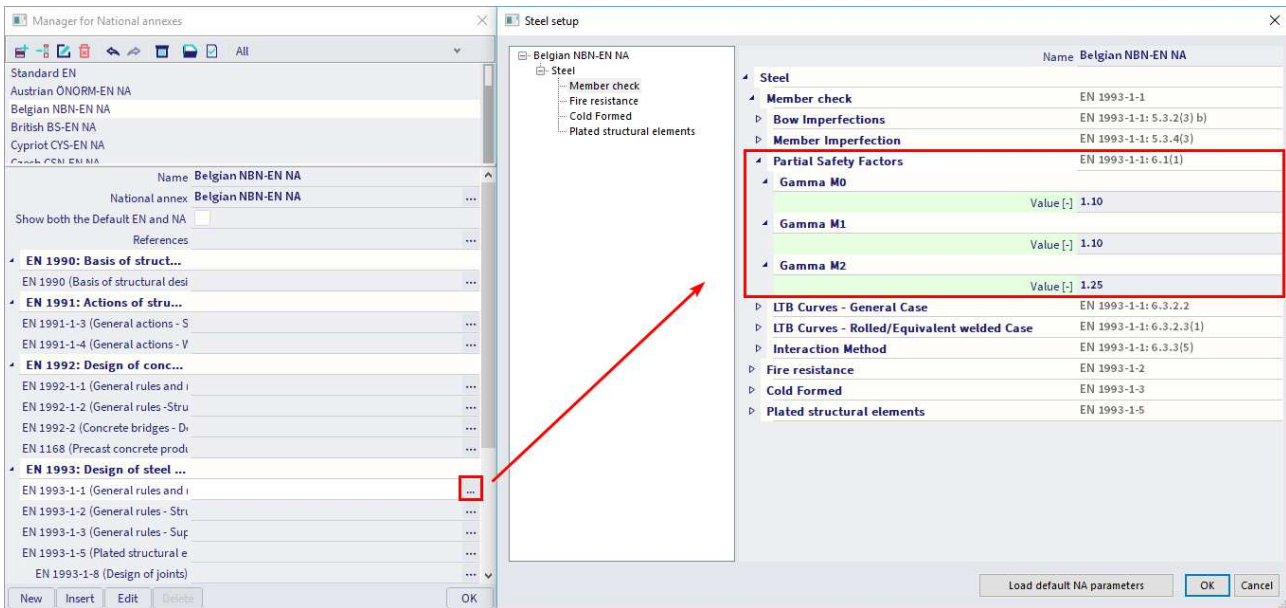 Manager for National annexes
All
Standard EN
Austrian ÖNORM-EN NA
Belgian NBN-EN NA
British BS-EN NA
Cypriot CYS-EN NA
Czech CSN-EN NA
Name Belgian NBN-EN NA
National annex Belgian NBN-EN NA ...
Show both the Default EN and NA
References ...
EN 1990: Basis of struct...
EN 1990 (Basis of structural desi ...
EN 1991: Actions of stru...
EN 1991-1-3 (General actions - S ...
EN 1991-1-4 (General actions - W ...
EN 1992: Design of conc...
EN 1992-1-1 (General rules and r ...
EN 1992-1-2 (General rules -Stru ...
EN 1992-2 (Concrete bridges - De ...
EN 1168 (Precast concrete produ ...
EN 1993: Design of steel ...
EN 1993-1-1 (General rules and r ...
EN 1993-1-2 (General rules - Stru ...
EN 1993-1-3 (General rules - Sup ...
EN 1993-1-5 (Plated structural e ...
EN 1993-1-8 (Design of joints) ...
New Insert Edit Delete OK
Steel setup
Belgian NBN-EN NA
Steel
Member check
Fire resistance
Cold Formed
Plated structural elements
Name Belgian NBN-EN NA
Steel
Member check EN 1993-1-1
Bow Imperfections EN 1993-1-1: 5.3.2(3) b)
Member Imperfection EN 1993-1-1: 5.3.4(3)
Partial Safety Factors EN 1993-1-1: 6.1(1)
Gamma M0
Value [-] 1.10
Gamma M1
Value [-] 1.10
Gamma M2
Value [-] 1.25
LTB Curves - General Case EN 1993-1-1: 6.3.2.2
LTB Curves - Rolled/Equivalent welded Case EN 1993-1-1: 6.3.2.3(1)
Interaction Method EN 1993-1-1: 6.3.3(5)
Fire resistance EN 1993-1-2
Cold Formed EN 1993-1-3
Plated structural elements EN 1993-1-5
Load default NA parameters OK Cancel